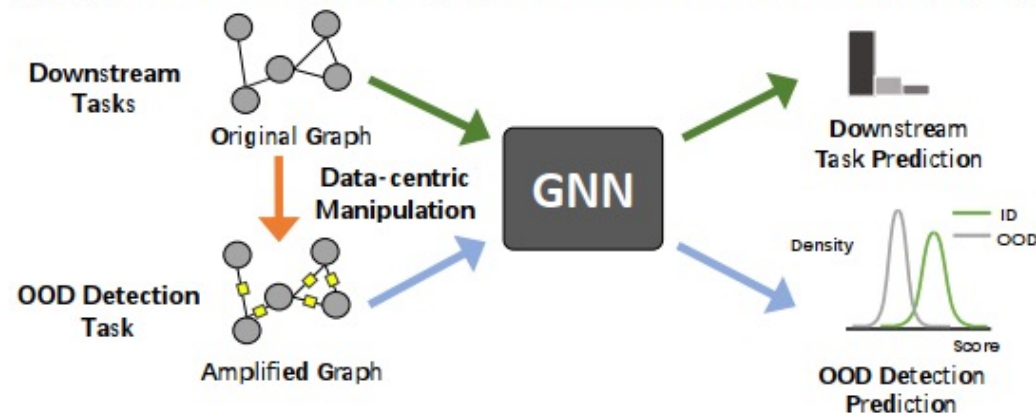 Downstream
Tasks
Original Graph
Data-centric
Manipulation
OOD Detection
Task
Amplified Graph
GNN
Downstream
Task Prediction
Density
ID
OOD
Score
OOD Detection
Prediction